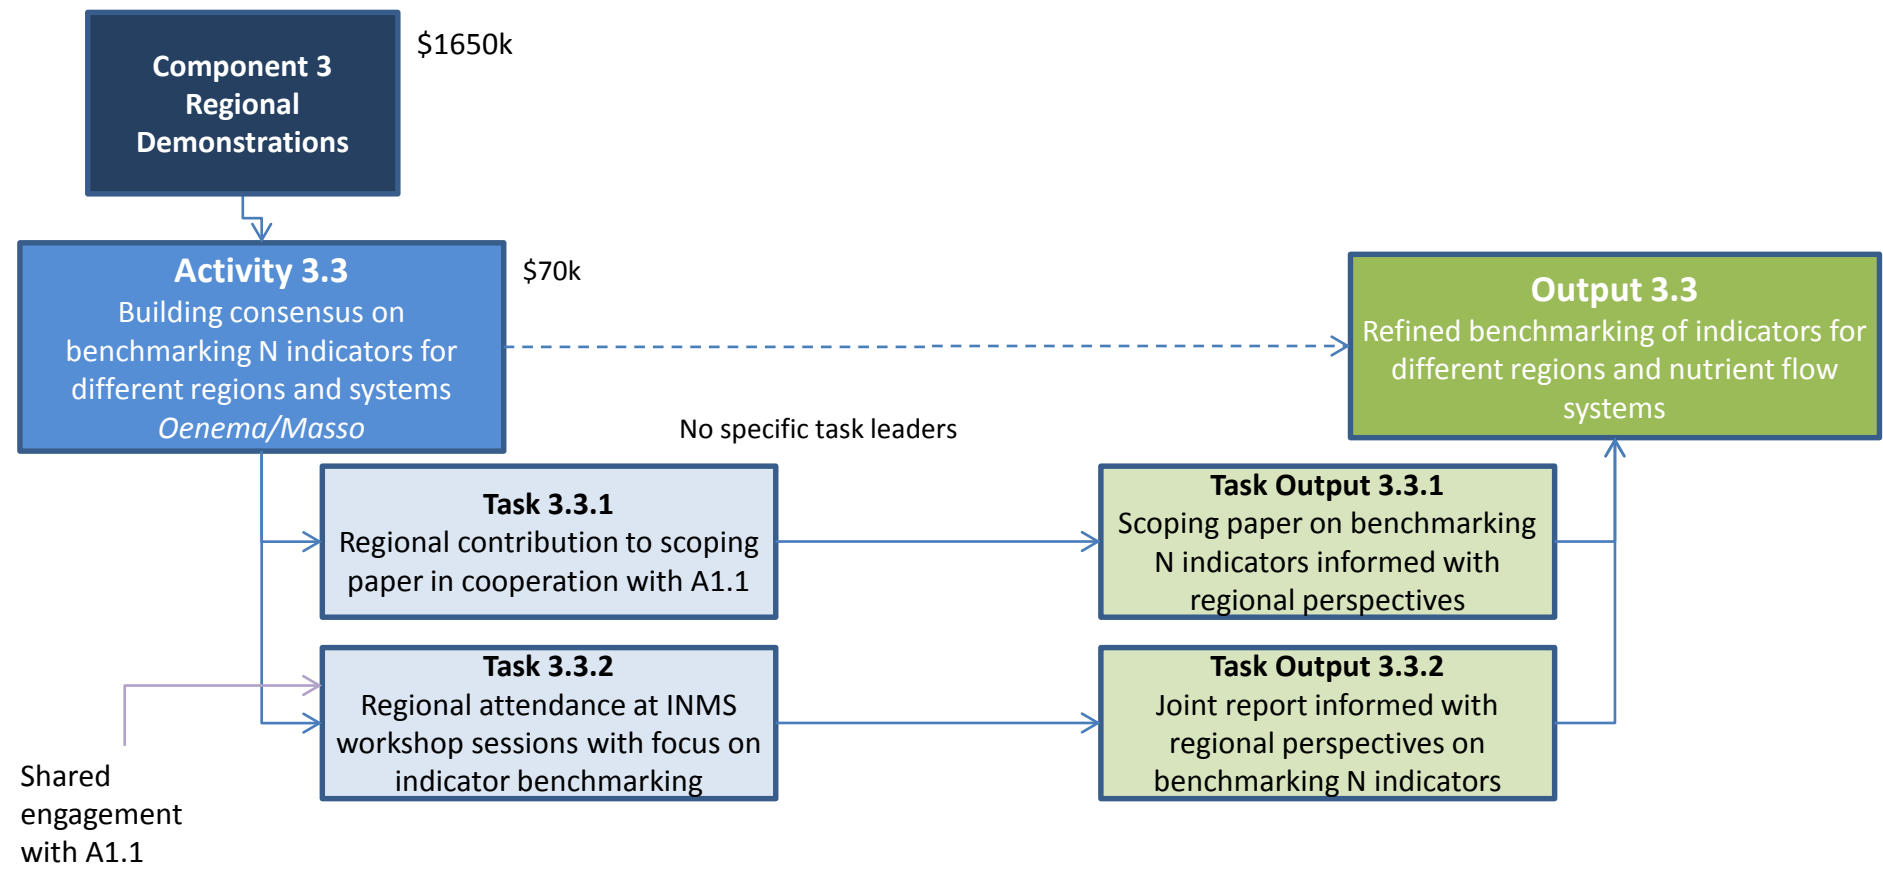 Component 3
Regional
Demonstrations
$1650k
Activity 3.3
Building consensus on
benchmarking N indicators for
different regions and systems
Oenema/Masso
$70k
Output 3.3
Refined benchmarking of indicators for
different regions and nutrient flow
systems
No specific task leaders
Task 3.3.1
Regional contribution to scoping
paper in cooperation with A1.1
Task Output 3.3.1
Scoping paper on benchmarking
N indicators informed with
regional perspectives
Task 3.3.2
Regional attendance at INMS
workshop sessions with focus on
indicator benchmarking
Task Output 3.3.2
Joint report informed with
regional perspectives on
benchmarking N indicators
Shared
engagement
with A1.1